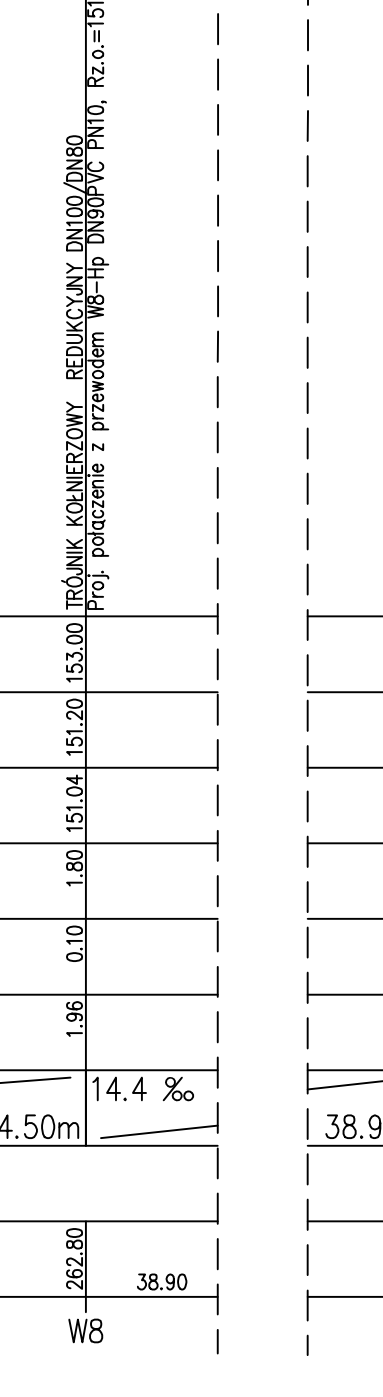 TRÓJNIK KOŁNIERZOWY REDUKCYJNY DN100/DN80
Proj. połączenie z przewodem W8-Hp DN90PVC PN10, Rz.o.=151
153.00
151.20
151.04
1.80
0.10
1.96
14.4 ‰
4.50m
38.9
262.80
38.90
W8